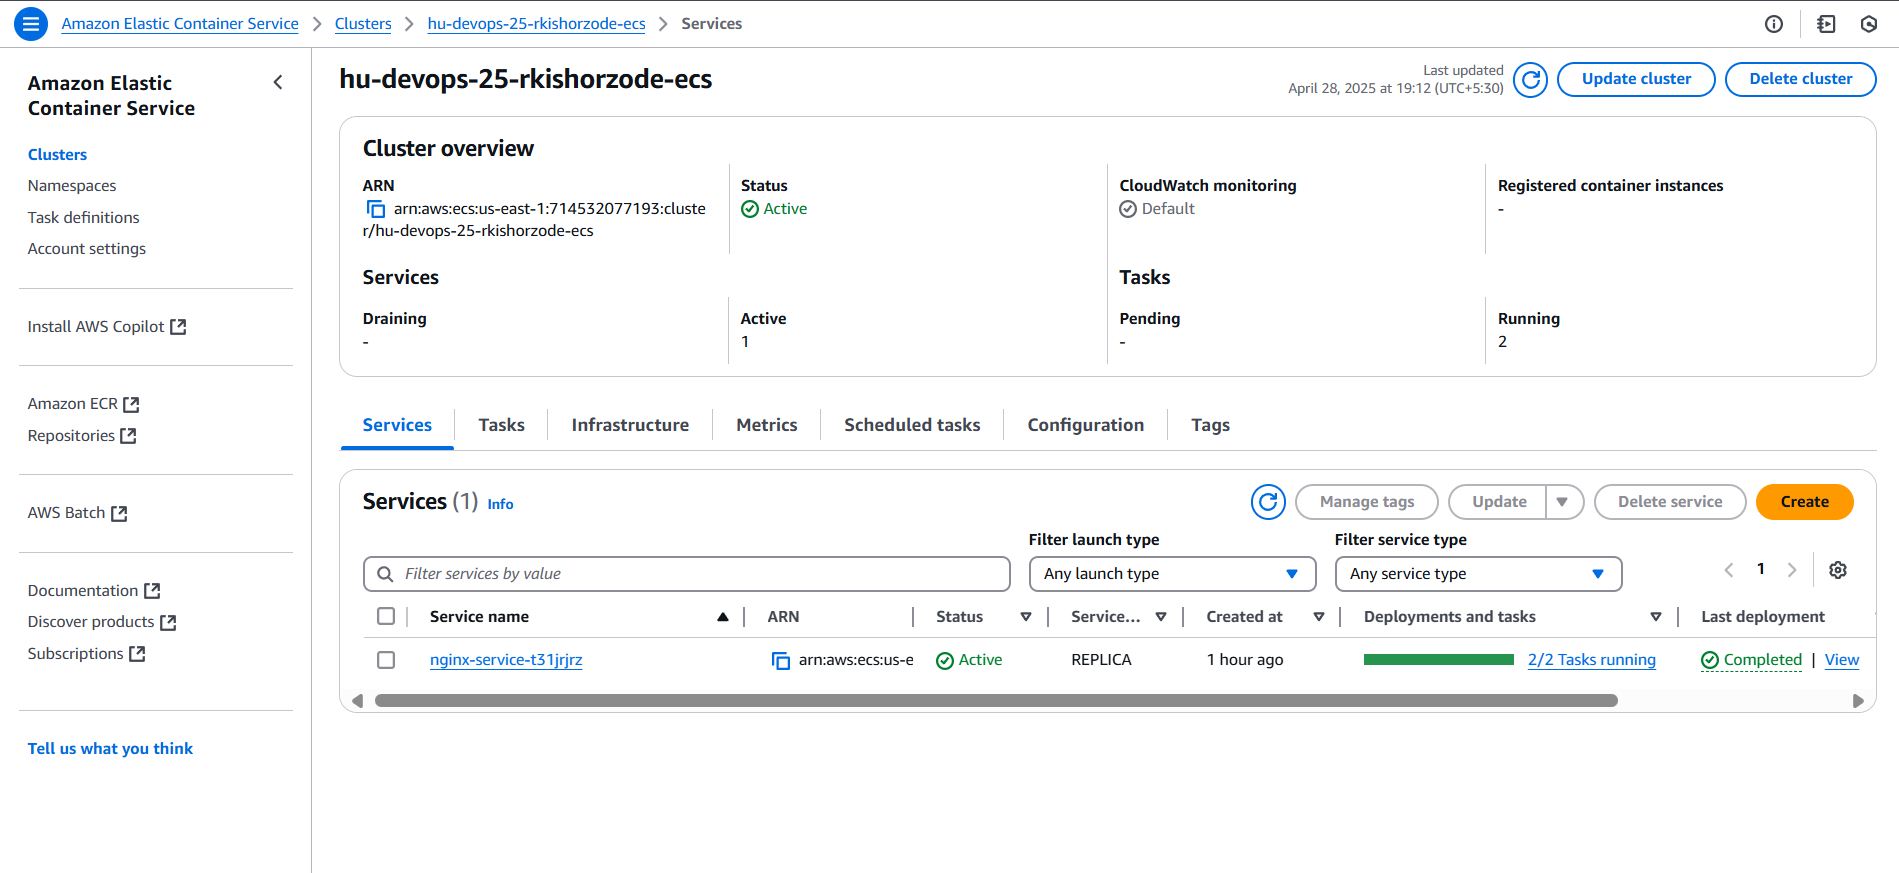 Amazon Elastic Container Service > Clusters > hu-devops-25-rkishorzode-ecs > Services
Amazon Elastic
Container Service
Clusters
Namespaces
Task definitions
Account settings
Install AWS Copilot
Amazon ECR
Repositories
AWS Batch
Documentation
Discover products
Subscriptions
Tell us what you think
hu-devops-25-rkishorzode-ecs
Last updated
April 28, 2025 at 19:12 (UTC+5:30)
Update cluster
Delete cluster
Cluster overview
ARN
arn:aws:ecs:us-east-1:714532077193:cluste
r/hu-devops-25-rkishorzode-ecs
Status
Active
CloudWatch monitoring
Default
Registered container instances
-
Services
Draining
-
Active
1
Tasks
Pending
-
Running
2
Services Tasks Infrastructure Metrics Scheduled tasks Configuration Tags
Services (1) Info
Manage tags
Update
Delete service
Create
Filter services by value
Filter launch type
Any launch type
Filter service type
Any service type
1
Service name ARN Status Service... Created at Deployments and tasks Last deployment
nginx-service-t31jrjrz arn:aws:ecs:us-e Active REPLICA 1 hour ago 2/2 Tasks running Completed | View